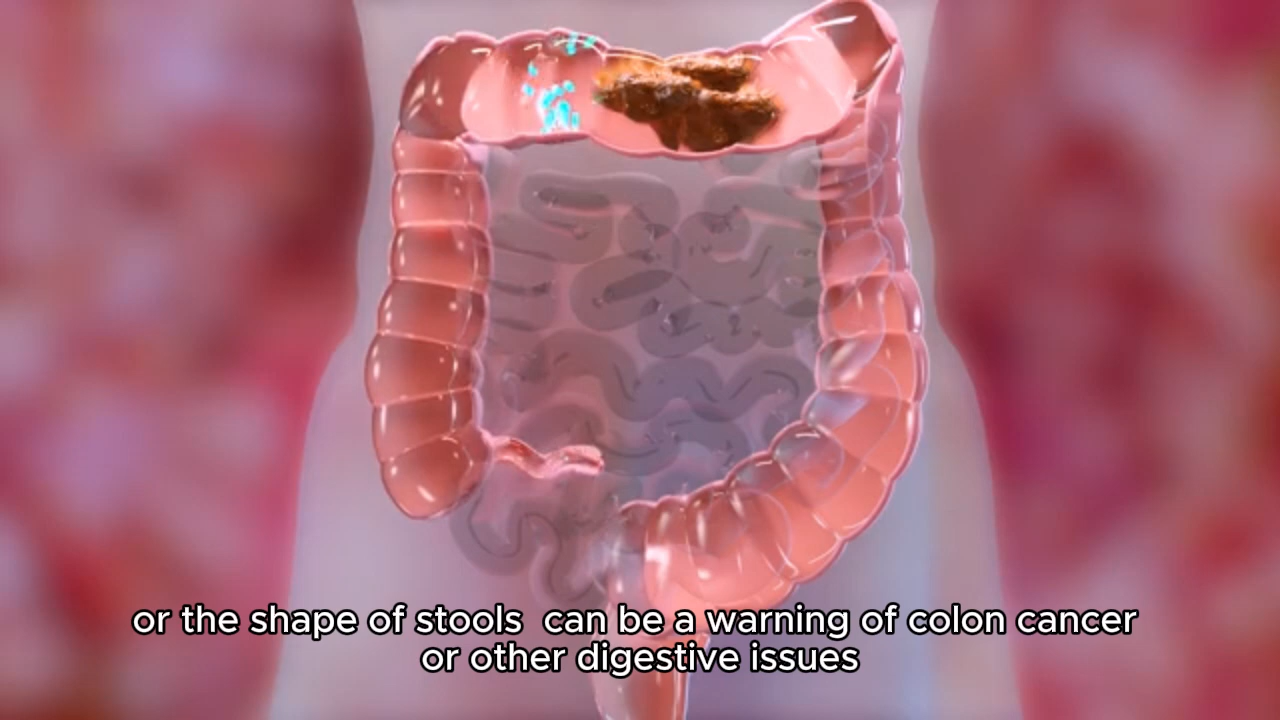 or the shape of stools  can be a warning of colon cancer
or other digestive issues